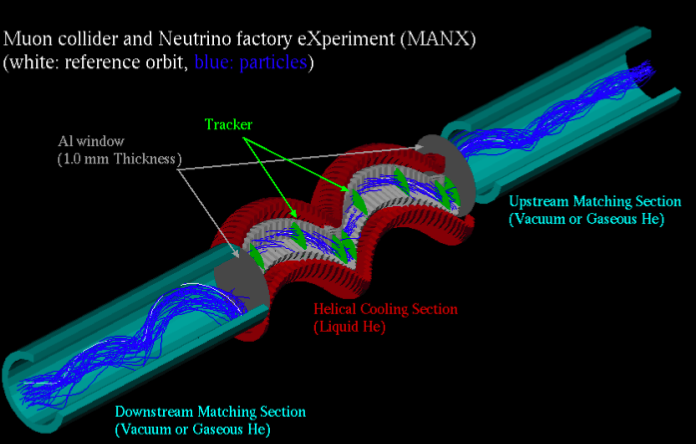 Muon collider and Neutrino factory eXperiment (MANX)
(white: reference orbit, blue: particles)
Tracker
Al window
(1.0 mm Thickness)
Upstream Matching Section
(Vacuum or Gaseous He)
Helical Cooling Section
(Liquid He)
Downstream Matching Section
(Vacuum or Gaseous He)